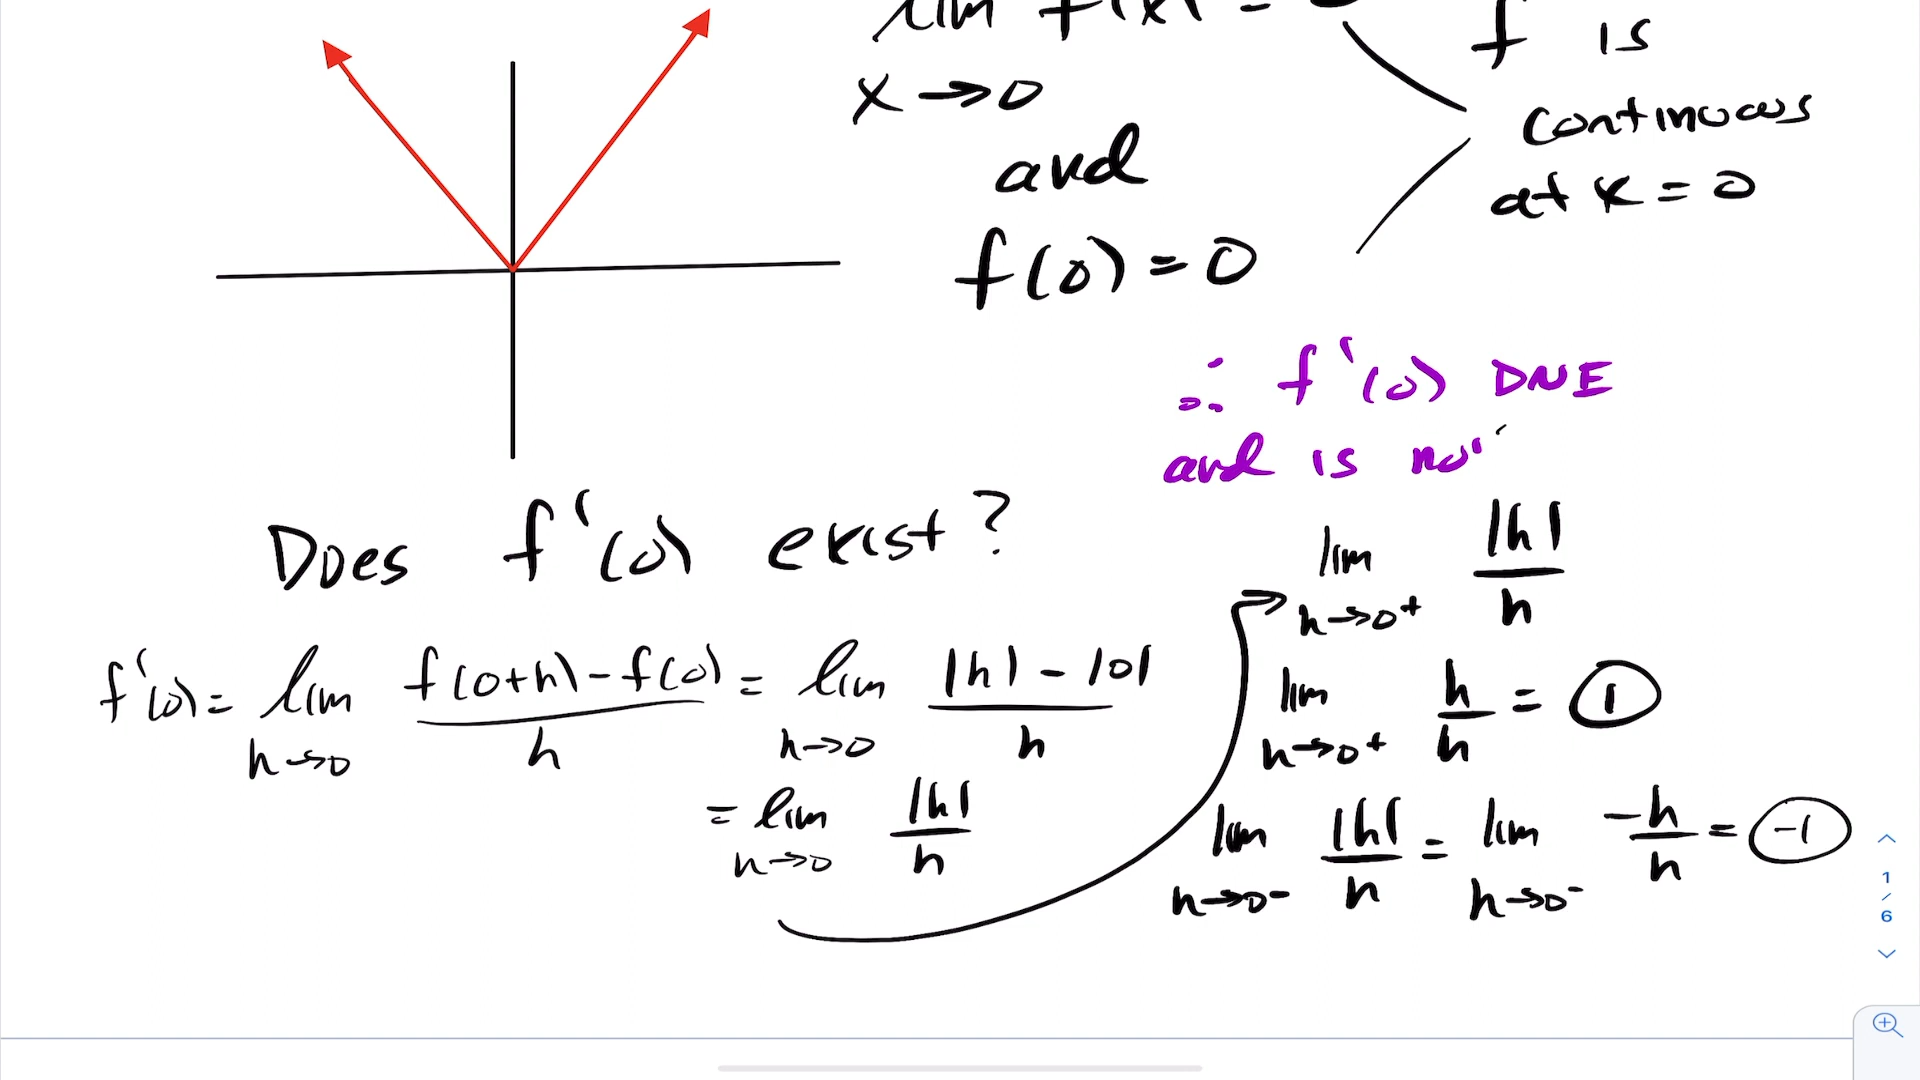 lim f(x) =
x → 0
and
f(0) = 0
f is
continuous
at x = 0
∴ f'(0) DNE
and is not
Does f'(0) exist?
f'(0) = lim h→0 f(0+h) - f(0) / h = lim h→0 |h| - |0| / h
= lim h→0 |h| / h
lim h→0+ |h| / h
lim h→0+ h / h = 1
lim h→0- |h| / h = lim h→0- -h / h = -1
1
/
6